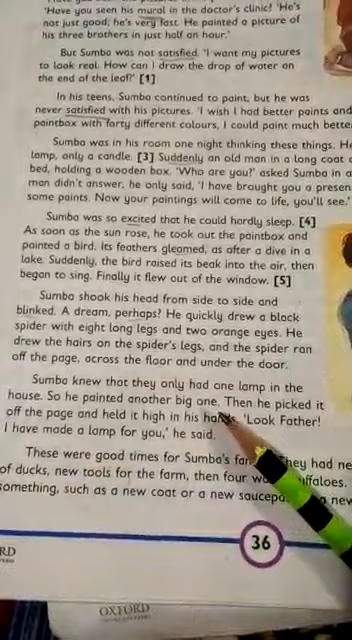 'Have you seen his mural in the doctor's clinic! 'He's
not just good; he's very fast. He painted a picture of
his three brothers in just half an hour.'
But Sumba was not satisfied. 'I want my pictures
to look real. How can I draw the drop of water on
the end of the leaf?' [1]
In his teens, Sumba continued to paint, but he was
never satisfied with his pictures. 'I wish I had better paints and
paintbox with forty different colours, I could paint much bette
Sumba was in his room one night thinking these things. He
lamp, only a candle. [3] Suddenly an old man in a long coat
bed, holding a wooden box. 'Who are you?' asked Sumba in a
man didn't answer, he only said, 'I have brought you a presen
some paints. Now your paintings will come to life, you'll see.'
Sumba was so excited that he could hardly sleep. [4]
As soon as the sun rose, he took out the paintbox and
painted a bird. Its feathers gleamed, as after a dive in a
lake. Suddenly, the bird raised its beak into the air, then
began to sing. Finally it flew out of the window. [5]
Sumba shook his head from side to side and
blinked. A dream, perhaps? He quickly drew a black
spider with eight long legs and two orange eyes. He
drew the hairs on the spider's legs, and the spider ran
off the page, across the floor and under the door.
Sumba knew that they only had one lamp in the
house. So he painted another big one. Then he picked it
off the page and held it high in his 'Look Father!
I have made a lamp for you,' he said.
These were good times for Sumba's They had ne
of ducks, new tools for the farm, then four
something, such as a new coat or a new new
36
RD
OXFORD